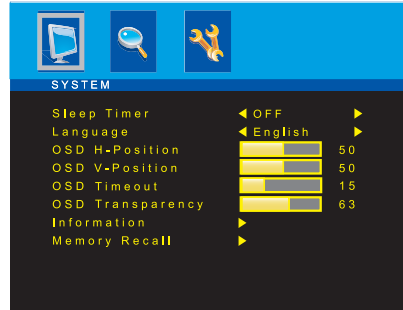 SYSTEM
Sleep Timer OFF
Language English
OSD H-Position 50
OSD V-Position 50
OSD Timeout 15
OSD Transparency 63
Information
Memory Recall